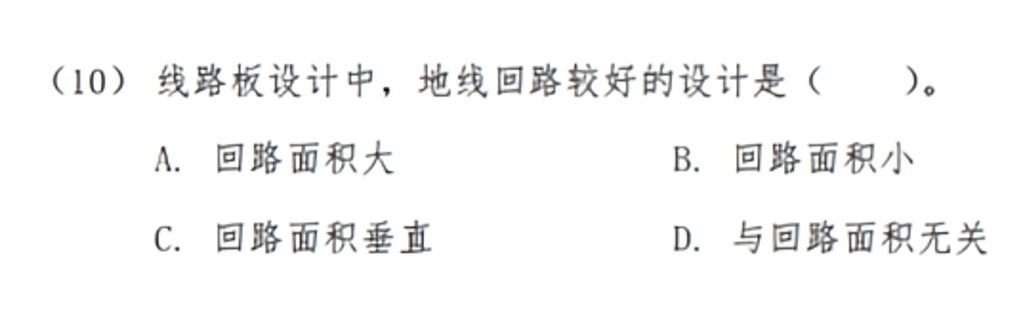 （10） 线路板设计中，地线回路较好的设计是（　　）。
A. 回路面积大　　B. 回路面积小
C. 回路面积垂直　　D. 与回路面积无关